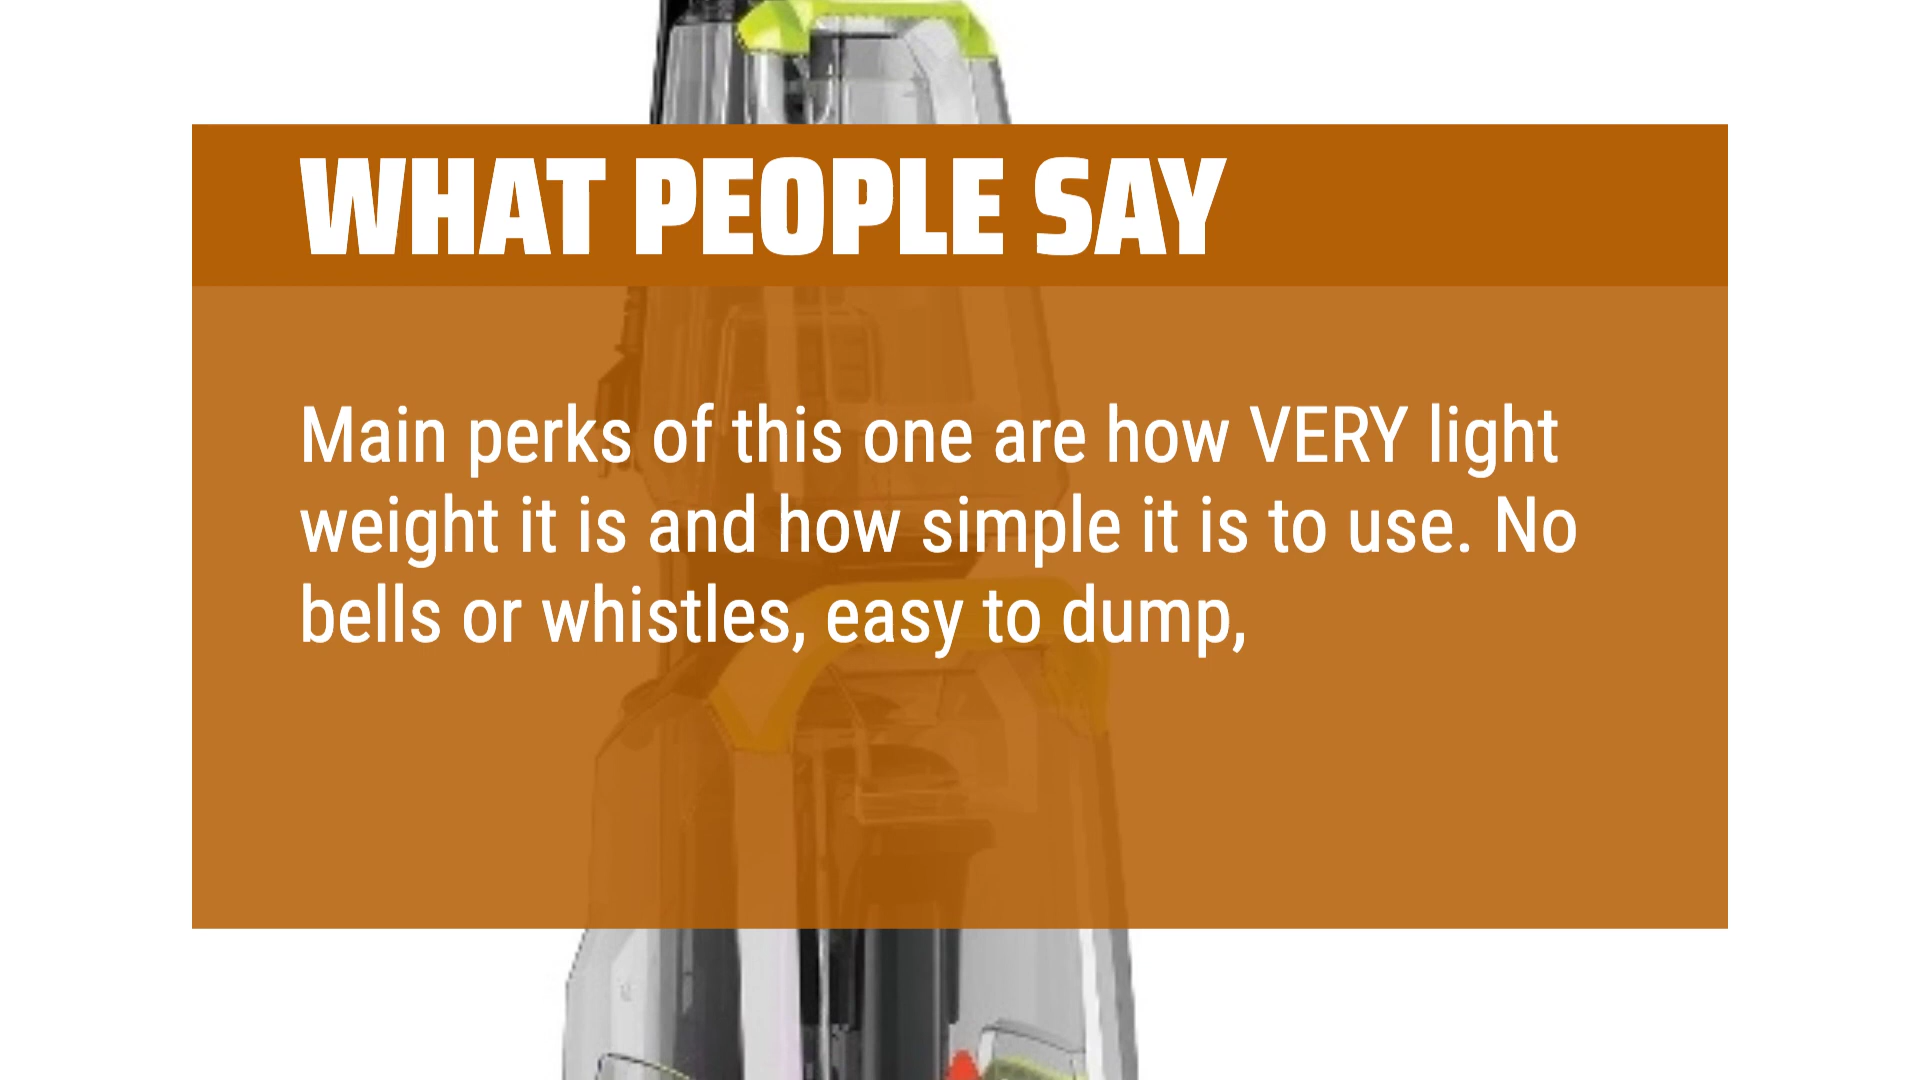 WHAT PEOPLE SAY
Main perks of this one are how VERY light
weight it is and how simple it is to use. No
bells or whistles, easy to dump,